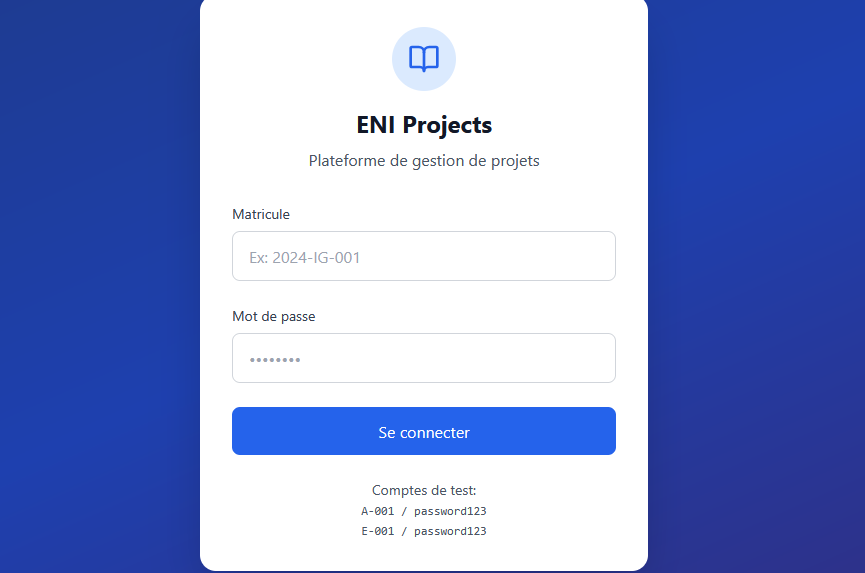 ENI Projects
Plateforme de gestion de projets
Matricule
Ex: 2024-IG-001
Mot de passe
••••••••
Se connecter
Comptes de test:
A-001 / password123
E-001 / password123